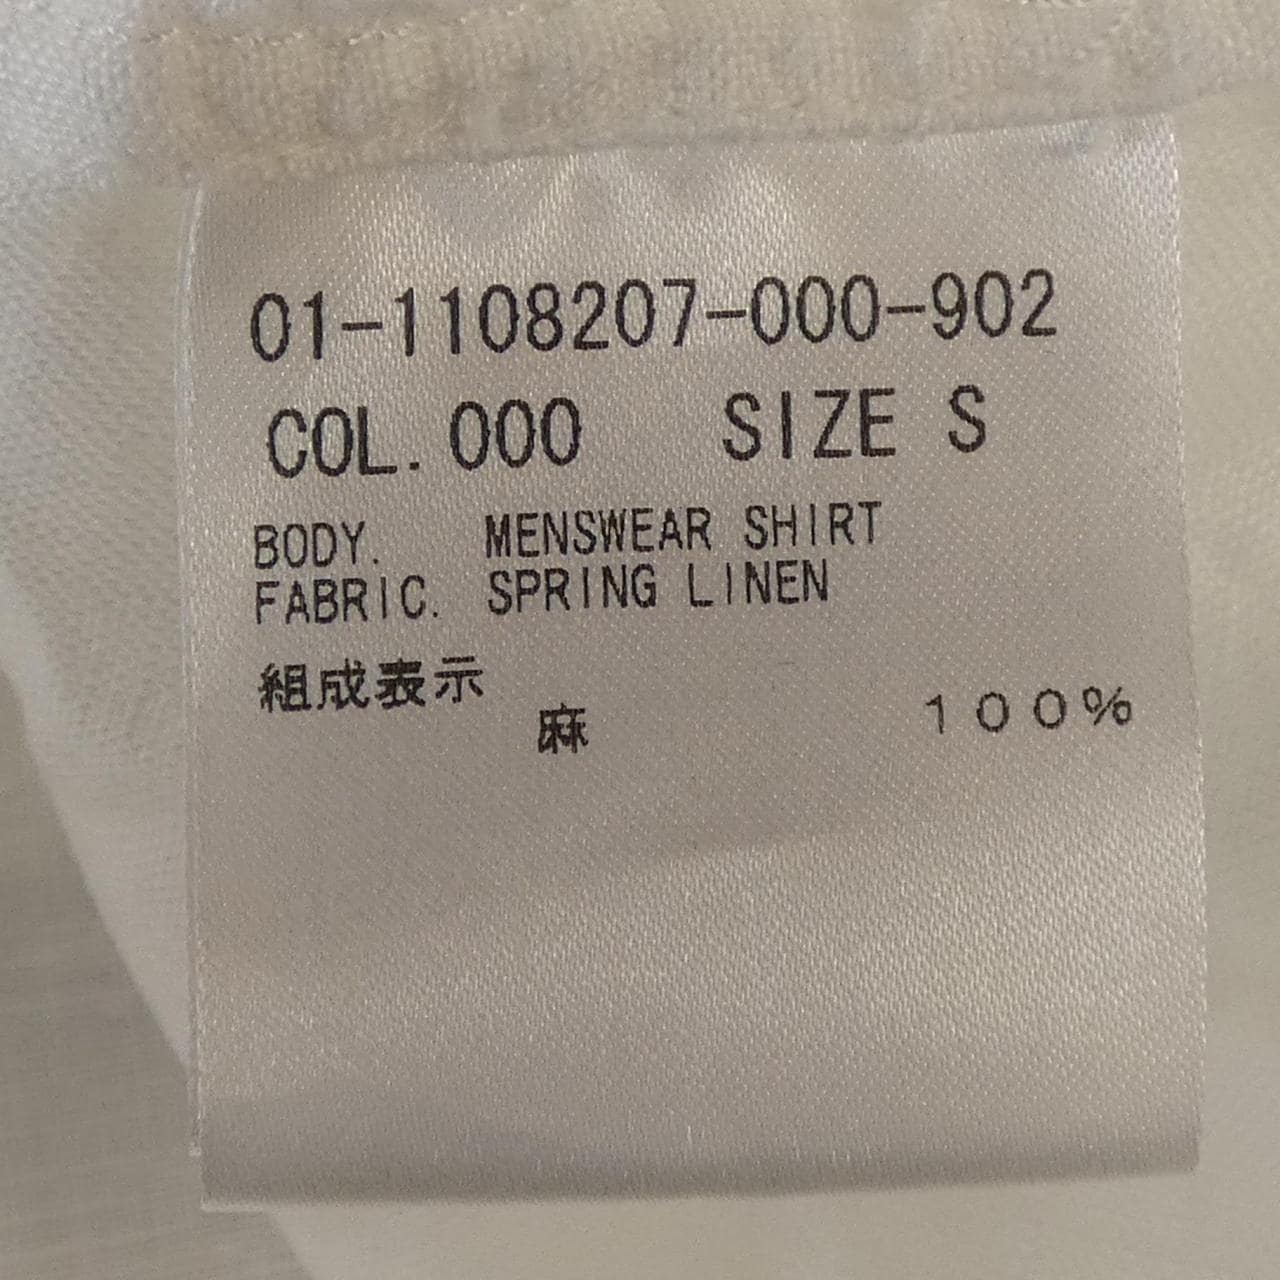 01-1108207-000-902
COL. 000 SIZE S
BODY. MENSWEAR SHIRT
FABRIC. SPRING LINEN
組成表示
麻 100%